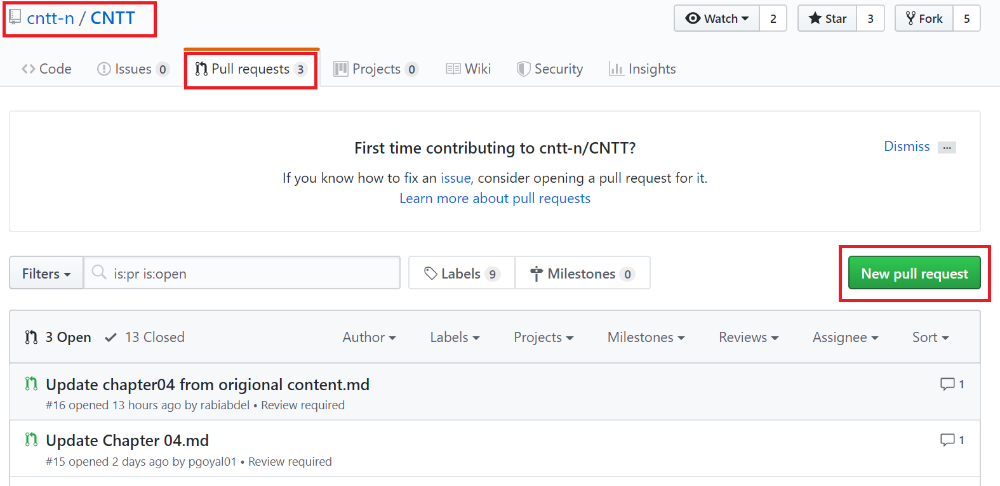 cntt-n / CNTT
Watch 2 Star 3 Fork 5
Code Issues 0 Pull requests 3 Projects 0 Wiki Security Insights
First time contributing to cntt-n/CNTT?
Dismiss ...
If you know how to fix an issue, consider opening a pull request for it.
Learn more about pull requests
Filters is:pr is:open Labels 9 Milestones 0 New pull request
3 Open 13 Closed Author Labels Projects Milestones Reviews Assignee Sort
Update chapter04 from origional content.md 1
#16 opened 13 hours ago by rabiabdel • Review required
Update Chapter 04.md 1
#15 opened 2 days ago by pgoyal01 • Review required